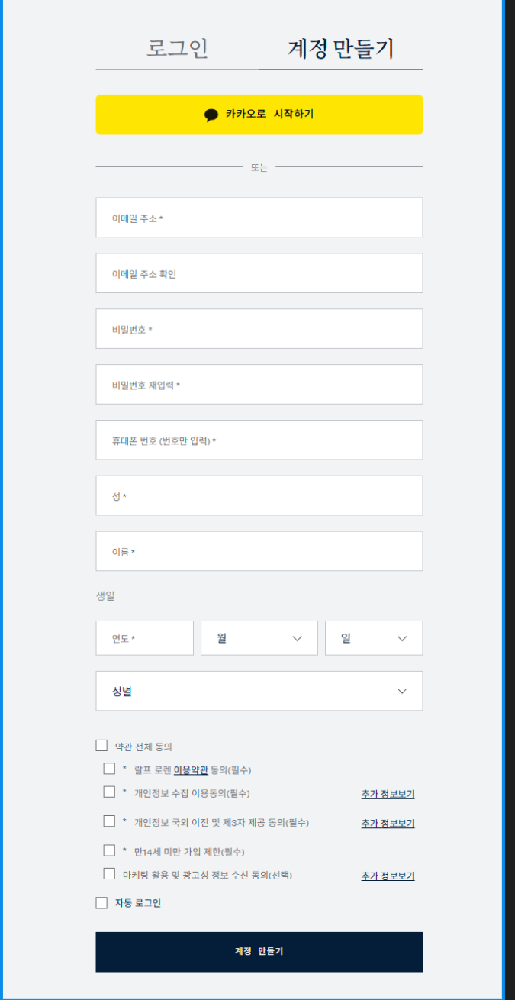 로그인 계정 만들기
카카오로 시작하기
또는
이메일 주소 *
이메일 주소 확인
비밀번호 *
비밀번호 재입력 *
휴대폰 번호 (번호만 입력) *
성 *
이름 *
생일
연도 * 월 일
성별
약관 전체 동의
* 랄프 로렌 이용약관 동의(필수)
* 개인정보 수집 이용동의(필수) 추가 정보보기
* 개인정보 국외 이전 및 제3자 제공 동의(필수) 추가 정보보기
* 만14세 미만 가입 제한(필수)
마케팅 활용 및 광고성 정보 수신 동의(선택) 추가 정보보기
자동 로그인
계정 만들기